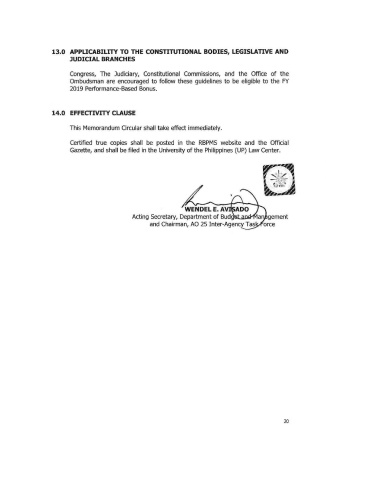 13.0 APPLICABILITY TO THE CONSTITUTIONAL BODIES, LEGISLATIVE AND
JUDICIAL BRANCHES
Congress, The Judiciary, Constitutional Commissions, and the Office of the
Ombudsman are encouraged to follow these guidelines to be eligible to the FY
2019 Performance-Based Bonus.
14.0 EFFECTIVITY CLAUSE
This Memorandum Circular shall take effect immediately.
Certified true copies shall be posted in the RBPMS website and the Official
Gazette, and shall be filed in the University of the Philippines (UP) Law Center.
WENDEL E. AVISADO
Acting Secretary, Department of Budget and Management
and Chairman, AO 25 Inter-Agency Task Force
30